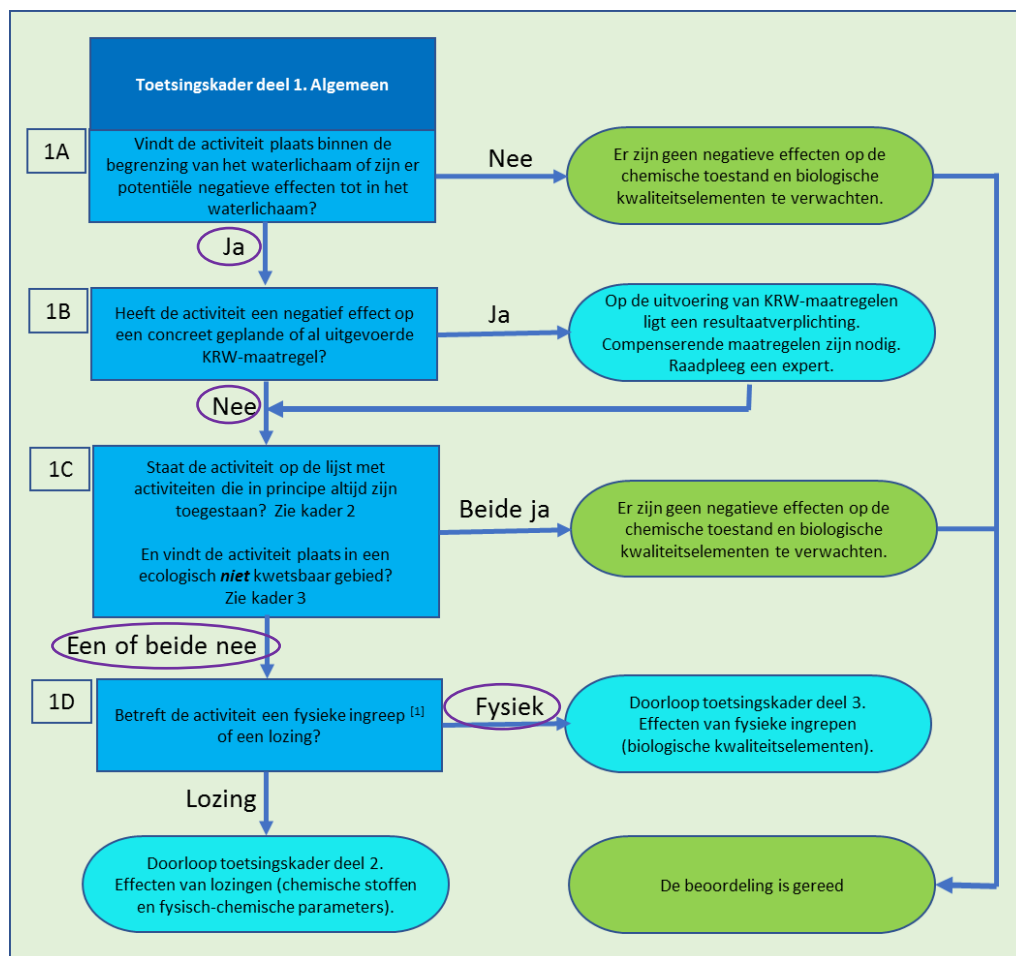 Toetsingskader deel 1. Algemeen
1A
Vindt de activiteit plaats binnen de
begrenzing van het waterlichaam of zijn er
potentiële negatieve effecten tot in het
waterlichaam?
Nee
Er zijn geen negatieve effecten op de
chemische toestand en biologische
kwaliteitselementen te verwachten.
Ja
1B
Heeft de activiteit een negatief effect op
een concreet geplande of al uitgevoerde
KRW-maatregel?
Ja
Op de uitvoering van KRW-maatregelen
ligt een resultaatverplichting.
Compenserende maatregelen zijn nodig.
Raadpleeg een expert.
Nee
1C
Staat de activiteit op de lijst met
activiteiten die in principe altijd zijn
toegestaan? Zie kader 2
En vindt de activiteit plaats in een
ecologisch niet kwetsbaar gebied?
Zie kader 3
Beide ja
Er zijn geen negatieve effecten op de
chemische toestand en biologische
kwaliteitselementen te verwachten.
Een of beide nee
1D
Betreft de activiteit een fysieke ingreep [1]
of een lozing?
Fysiek
Doorloop toetsingskader deel 3.
Effecten van fysieke ingrepen
(biologische kwaliteitselementen).
Lozing
Doorloop toetsingskader deel 2.
Effecten van lozingen (chemische stoffen
en fysisch-chemische parameters).
De beoordeling is gereed